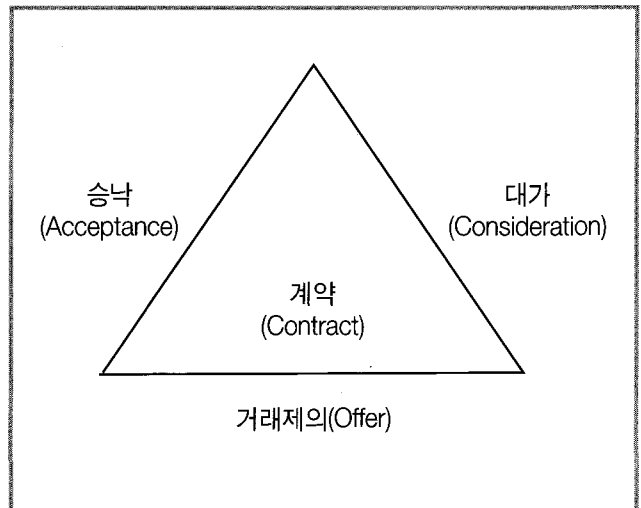 승낙
(Acceptance)
대가
(Consideration)
계약
(Contract)
거래제의(Offer)